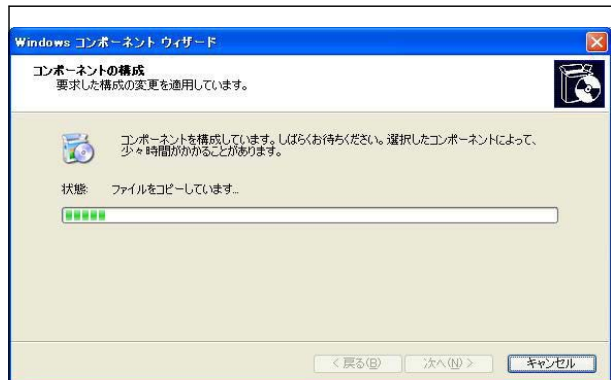 Windows コンポーネント ウィザード
コンポーネントの構成
要求した構成の変更を適用しています。
コンポーネントを構成しています。しばらくお待ちください。選択したコンポーネントによって、
少々時間がかかることがあります。
状態: ファイルをコピーしています...
< 戻る(B) 次へ(N) > キャンセル